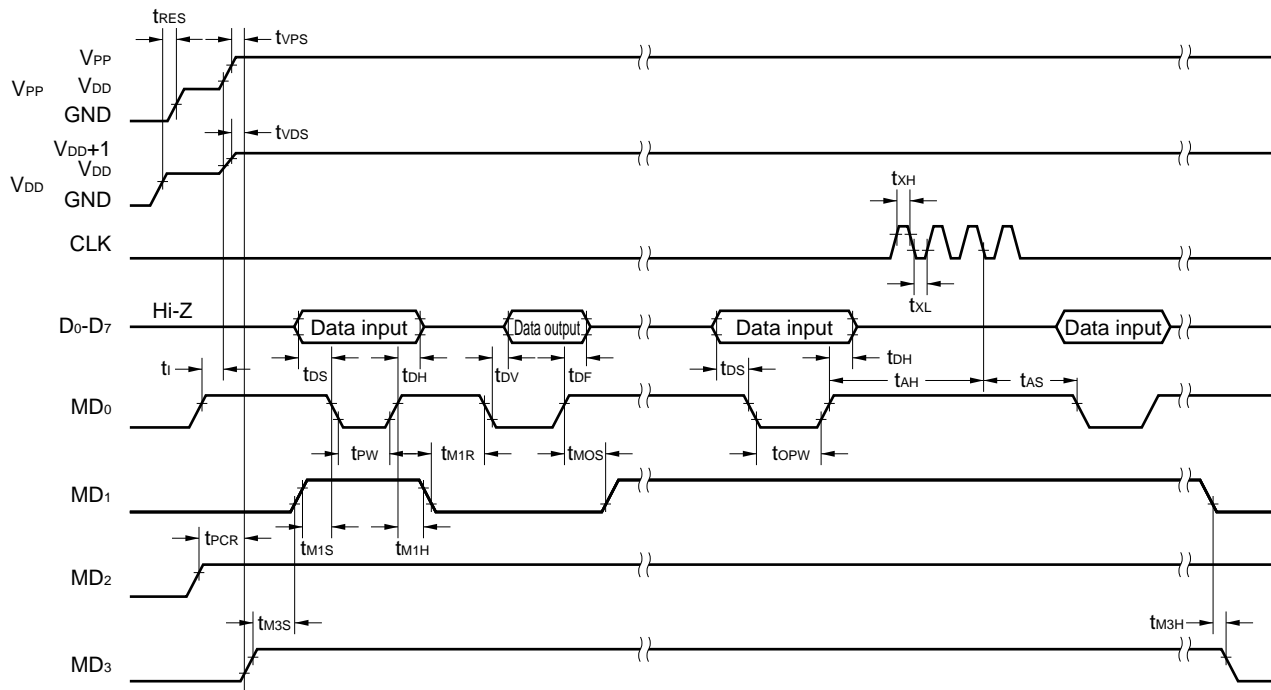 tRES
tVPS
VPP
VPP
VDD
GND
tVDS
VDD
VDD+1
VDD
GND
tXH
CLK
tXL
Hi-Z
D0-D7
Data input
Data output
Data input
Data input
tI
tDS
tDH
tDV
tDF
tDS
tDH
tAH
tAS
MD0
tPW
tM1R
tMOS
tOPW
MD1
tM1S
tM1H
tPCR
MD2
tM3S
tM3H
MD3